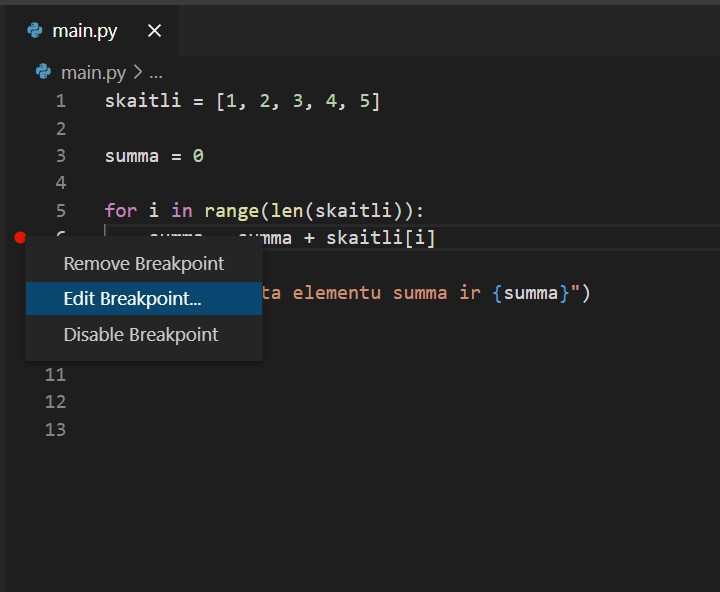 main.py ×
main.py > ...
1 skaitli = [1, 2, 3, 4, 5]
2
3 summa = 0
4
5 for i in range(len(skaitli)):
6 summa = summa + skaitli[i]
Remove Breakpoint
Edit Breakpoint...
ta elementu summa ir {summa}")
Disable Breakpoint
11
12
13